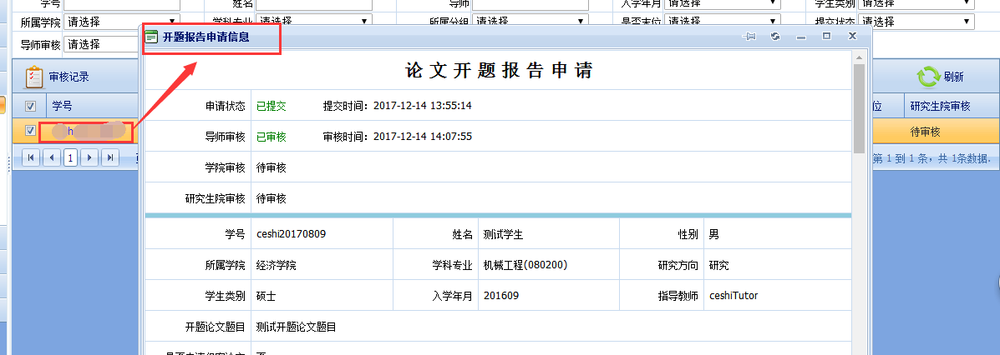 学号 姓名 导师 入学年月 请选择 学生类别 请选择
所属学院 请选择 学科专业 请选择 所属分组 请选择 是否末位 请选择 提交状态 请选择
导师审核 请选择
开题报告申请信息
审核记录
刷新
学号
位 研究生院审核
h
待审核
1
第 1 到 1 条，共 1条数据.
论文开题报告申请
申请状态 已提交 提交时间：2017-12-14 13:55:14
导师审核 已审核 审核时间：2017-12-14 14:07:55
学院审核 待审核
研究生院审核 待审核
学号 ceshi20170809 姓名 测试学生 性别 男
所属学院 经济学院 学科专业 机械工程(080200) 研究方向 研究
学生类别 硕士 入学年月 201609 指导教师 ceshiTutor
开题论文题目 测试开题论文题目